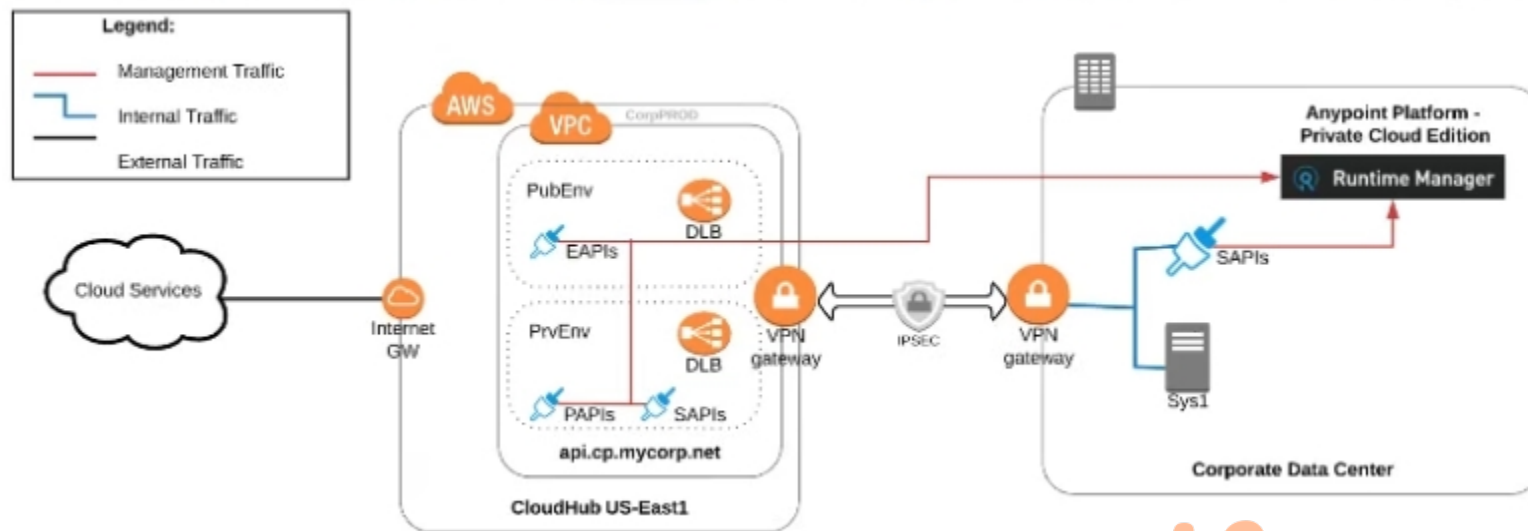 Legend:
Management Traffic
Internal Traffic
External Traffic
AWS
VPC
CorpPROD
PubEnv
DLB
EAPIs
PrvEnv
DLB
PAPIs
SAPIs
api.cp.mycorp.net
CloudHub US-East1
Cloud Services
Internet
GW
VPN
gateway
IPSEC
VPN
gateway
Anypoint Platform -
Private Cloud Edition
Runtime Manager
SAPIs
Sys1
Corporate Data Center